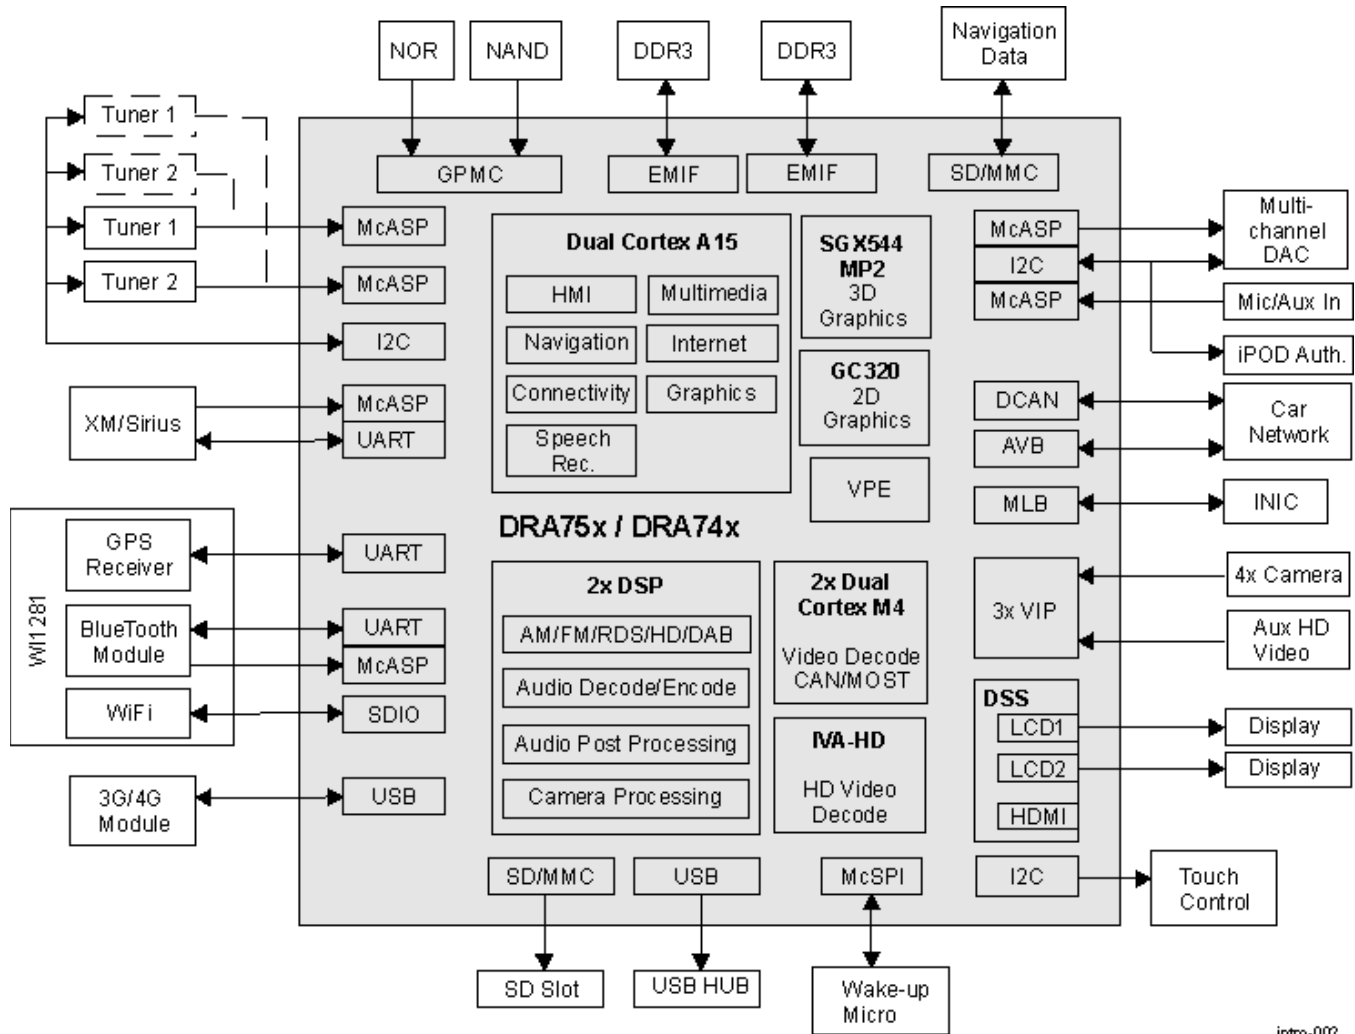 NOR
NAND
DDR3
DDR3
Navigation
Data
Tuner 1
Tuner 2
Tuner 1
Tuner 2
GPMC
EMIF
EMIF
SD/MMC
McASP
McASP
I2C
McASP
UART
XM/Sirius
Dual Cortex A15
HMI
Multimedia
Navigation
Internet
Connectivity
Graphics
Speech
Rec.
SGX544
MP2
3D
Graphics
GC320
2D
Graphics
VPE
McASP
I2C
McASP
Multi-
channel
DAC
Mic/Aux In
iPOD Auth.
DCAN
AVB
Car
Network
MLB
INIC
DRA75x / DRA74x
WI1281
GPS
Receiver
BlueTooth
Module
WiFi
UART
UART
McASP
SDIO
3G/4G
Module
USB
2x DSP
AM/FM/RDS/HD/DAB
Audio Decode/Encode
Audio Post Processing
Camera Processing
2x Dual
Cortex M4
Video Decode
CAN/MOST
IVA-HD
HD Video
Decode
3x VIP
4x Camera
Aux HD
Video
DSS
LCD1
LCD2
HDMI
Display
Display
SD/MMC
USB
McSPI
I2C
Touch
Control
SD Slot
USB HUB
Wake-up
Micro
intro-002